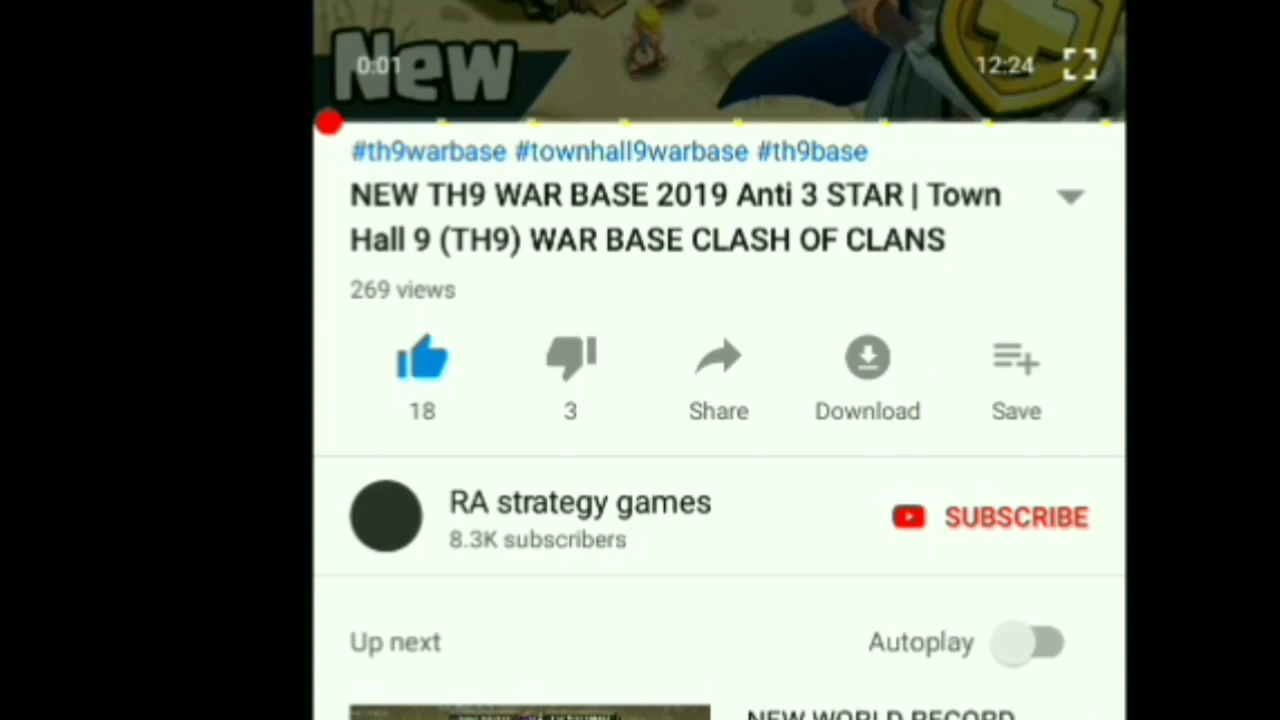 New
0:01
12:24
#th9warbase #townhall9warbase #th9base
NEW TH9 WAR BASE 2019 Anti 3 STAR | Town
Hall 9 (TH9) WAR BASE CLASH OF CLANS
269 views
18
3
Share
Download
Save
RA strategy games
8.3K subscribers
SUBSCRIBE
Up next
Autoplay
NEW WORLD RECORD